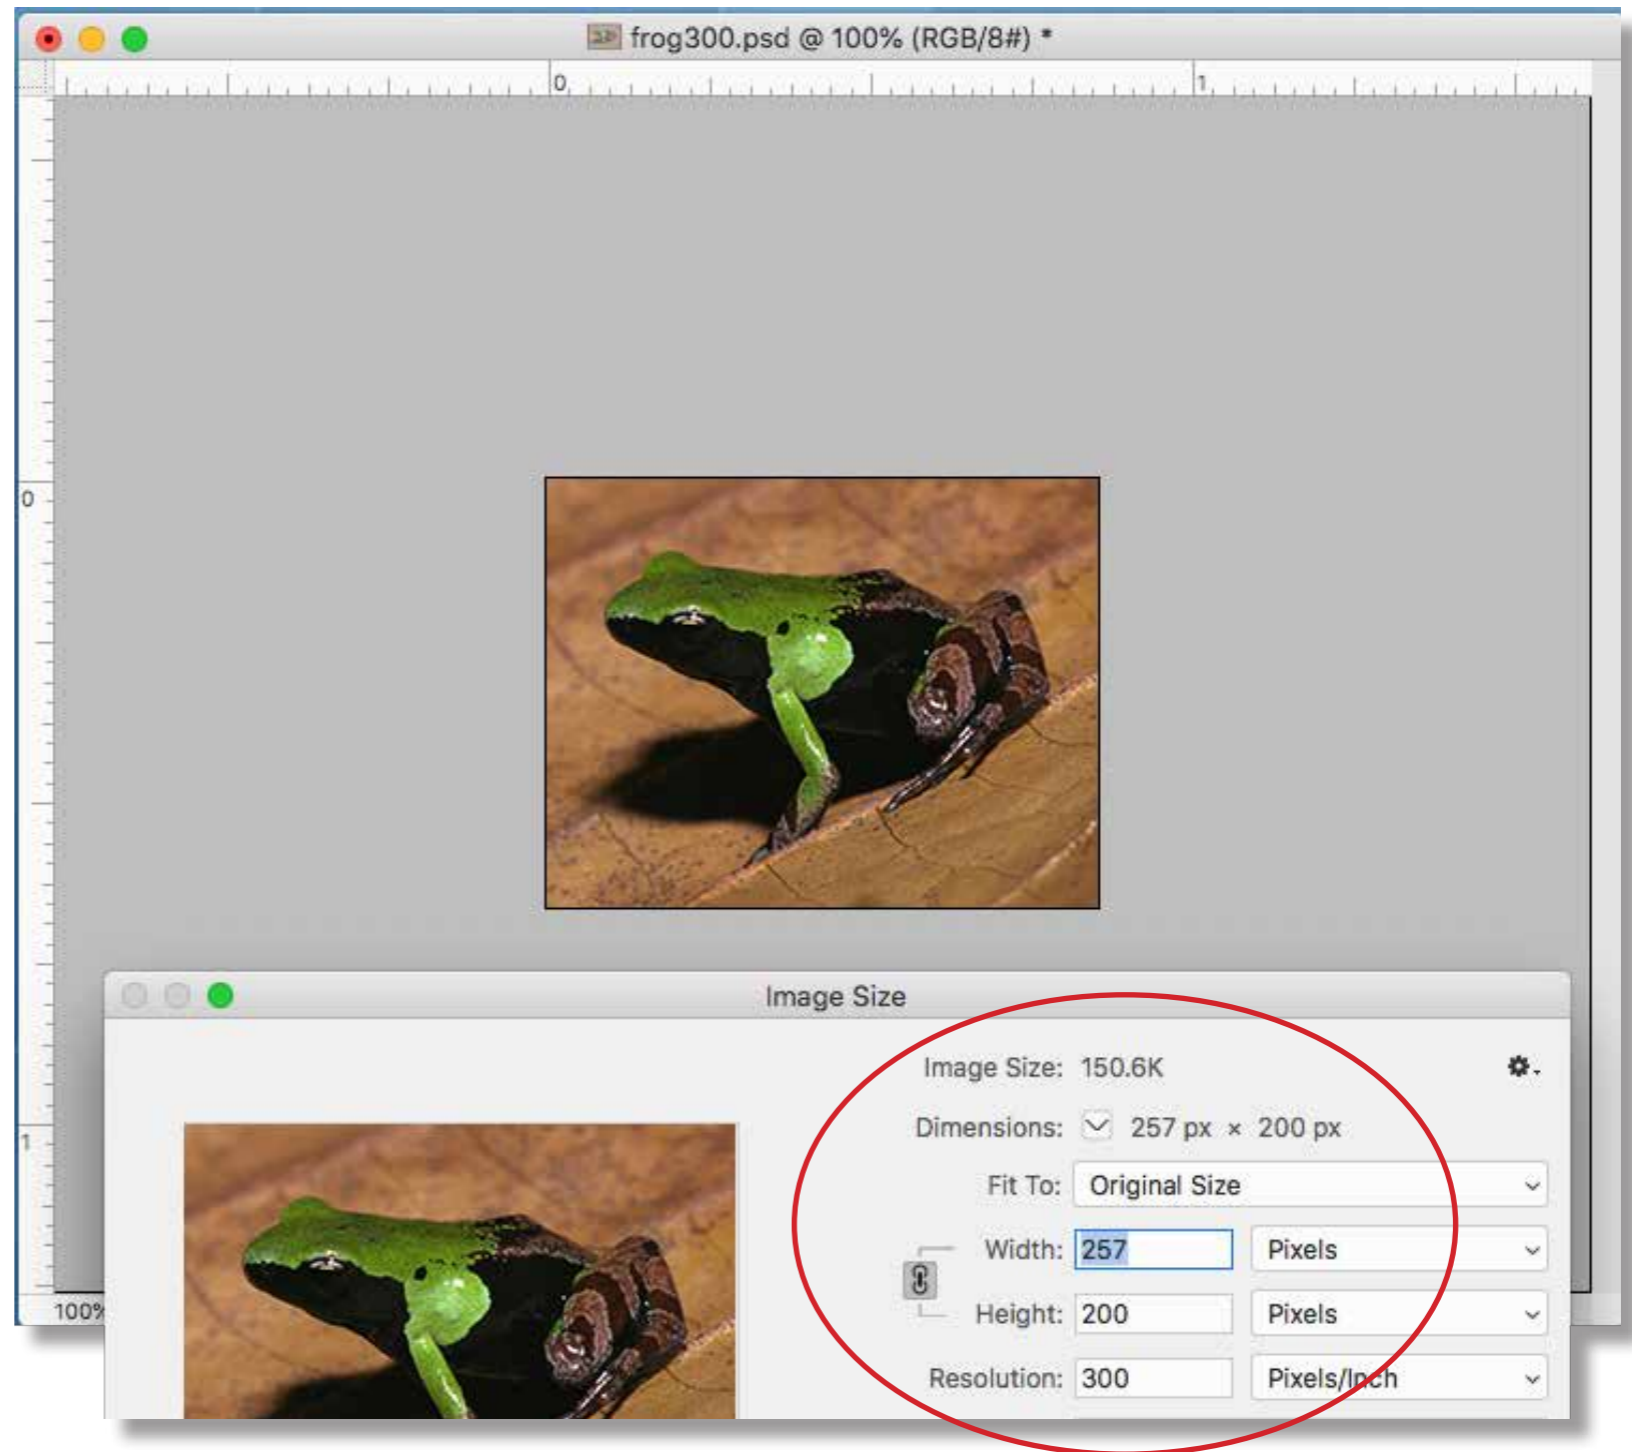 frog300.psd @ 100% (RGB/8#) *
0 1
0
1
100%
Image Size
Image Size: 150.6K
Dimensions: 257 px × 200 px
Fit To: Original Size
Width: 257 Pixels
Height: 200 Pixels
Resolution: 300 Pixels/Inch